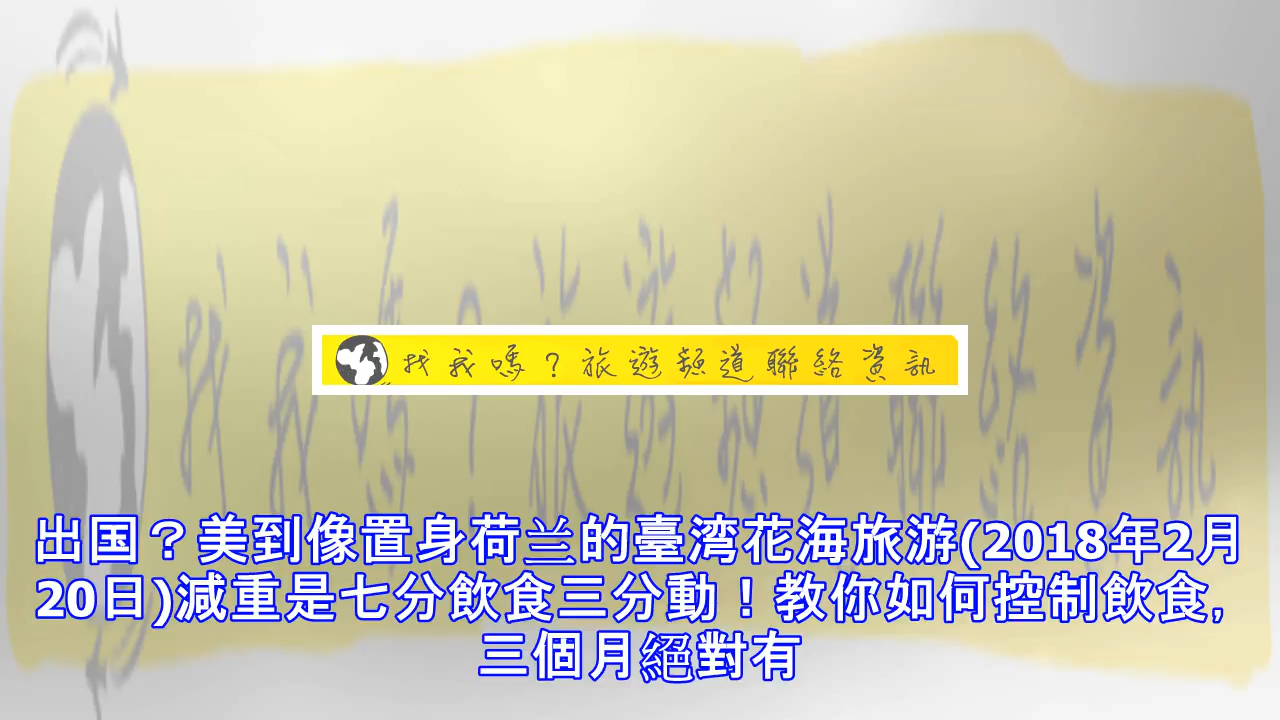 找我嗎？旅遊頻道聯絡資訊
出国？美到像置身荷兰的臺湾花海旅游(2018年2月
20日)減重是七分飲食三分動！教你如何控制飲食,
三個月絕對有